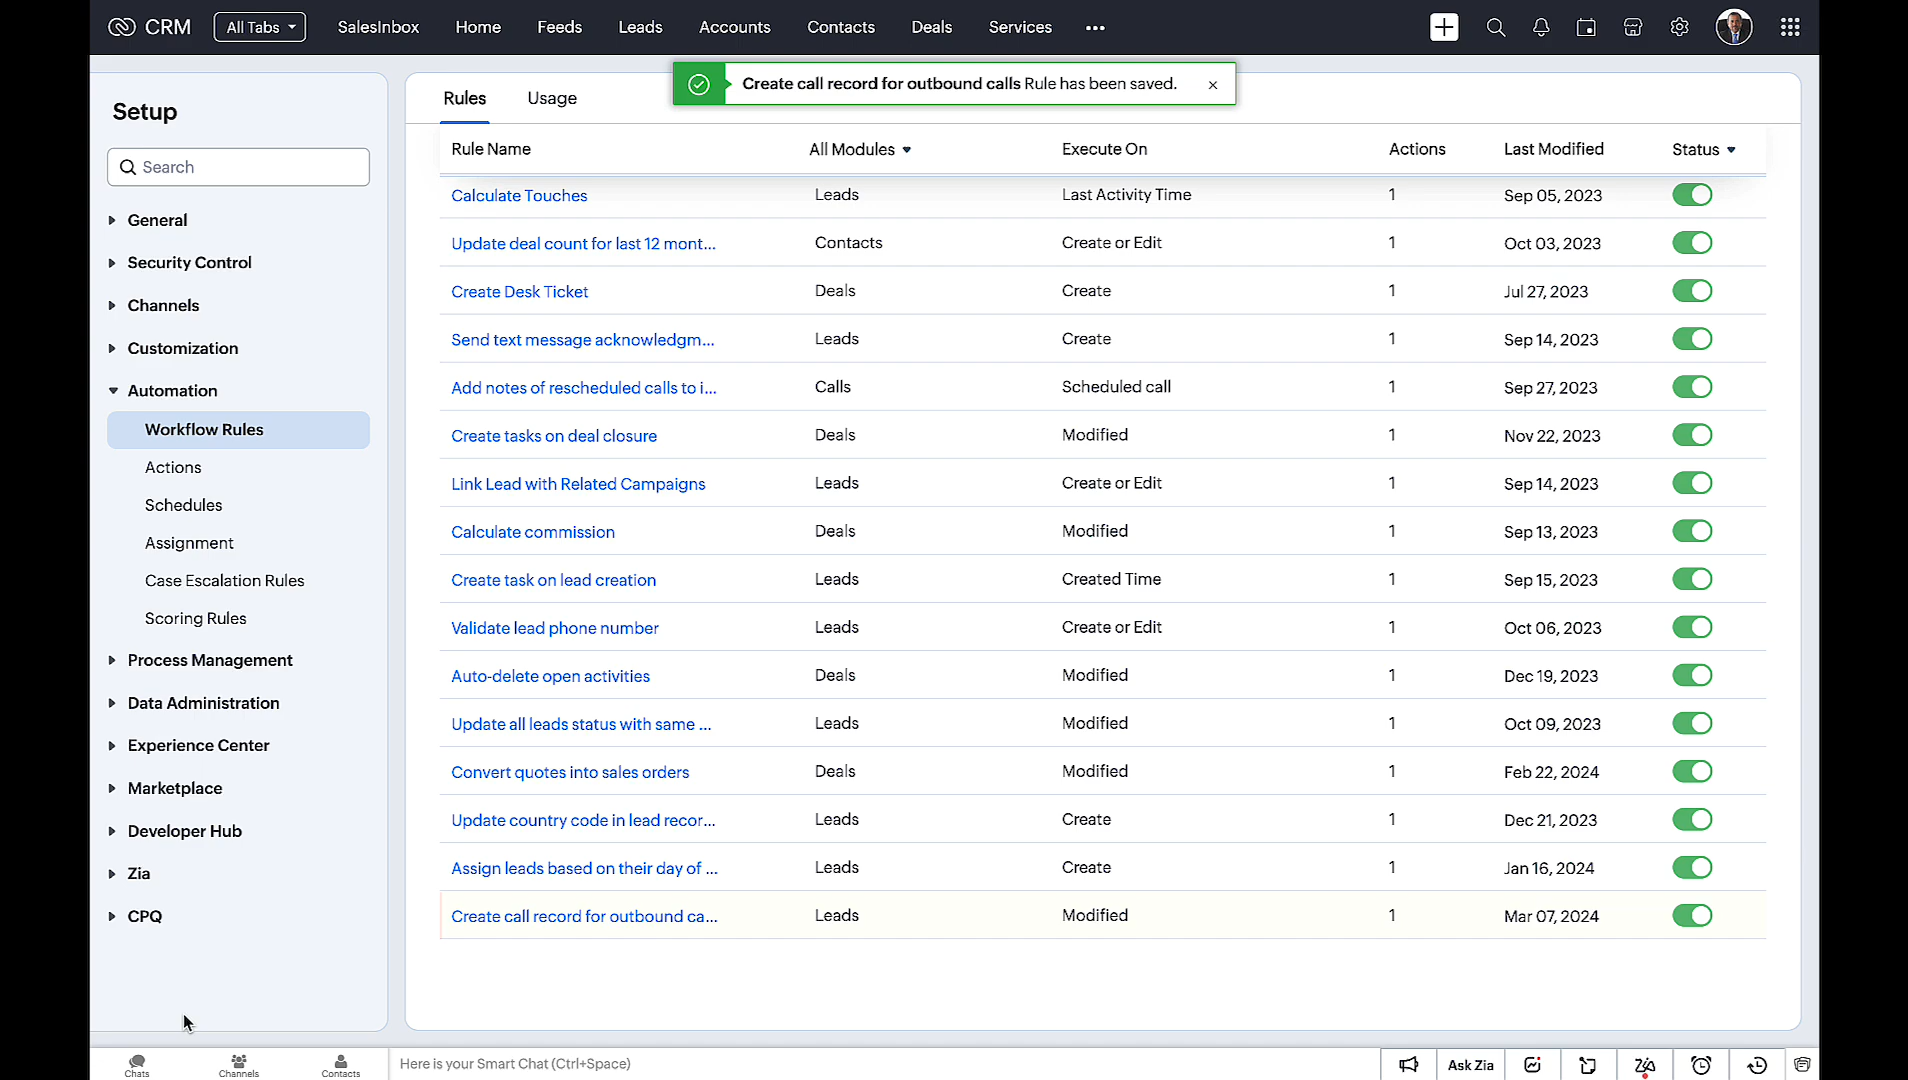 CRM All Tabs SalesInbox Home Feeds Leads Accounts Contacts Deals Services •••
Create call record for outbound calls Rule has been saved.
Setup
Search
General
Security Control
Channels
Customization
Automation
Workflow Rules
Actions
Schedules
Assignment
Case Escalation Rules
Scoring Rules
Process Management
Data Administration
Experience Center
Marketplace
Developer Hub
Zia
CPQ
Rules Usage
Rule Name All Modules Execute On Actions Last Modified Status
Calculate Touches Leads Last Activity Time 1 Sep 05, 2023
Update deal count for last 12 mont... Contacts Create or Edit 1 Oct 03, 2023
Create Desk Ticket Deals Create 1 Jul 27, 2023
Send text message acknowledgm... Leads Create 1 Sep 14, 2023
Add notes of rescheduled calls to i... Calls Scheduled call 1 Sep 27, 2023
Create tasks on deal closure Deals Modified 1 Nov 22, 2023
Link Lead with Related Campaigns Leads Create or Edit 1 Sep 14, 2023
Calculate commission Deals Modified 1 Sep 13, 2023
Create task on lead creation Leads Created Time 1 Sep 15, 2023
Validate lead phone number Leads Create or Edit 1 Oct 06, 2023
Auto-delete open activities Deals Modified 1 Dec 19, 2023
Update all leads status with same ... Leads Modified 1 Oct 09, 2023
Convert quotes into sales orders Deals Modified 1 Feb 22, 2024
Update country code in lead recor... Leads Create 1 Dec 21, 2023
Assign leads based on their day of ... Leads Create 1 Jan 16, 2024
Create call record for outbound ca... Leads Modified 1 Mar 07, 2024
Chats Channels Contacts Here is your Smart Chat (Ctrl+Space) Ask Zia